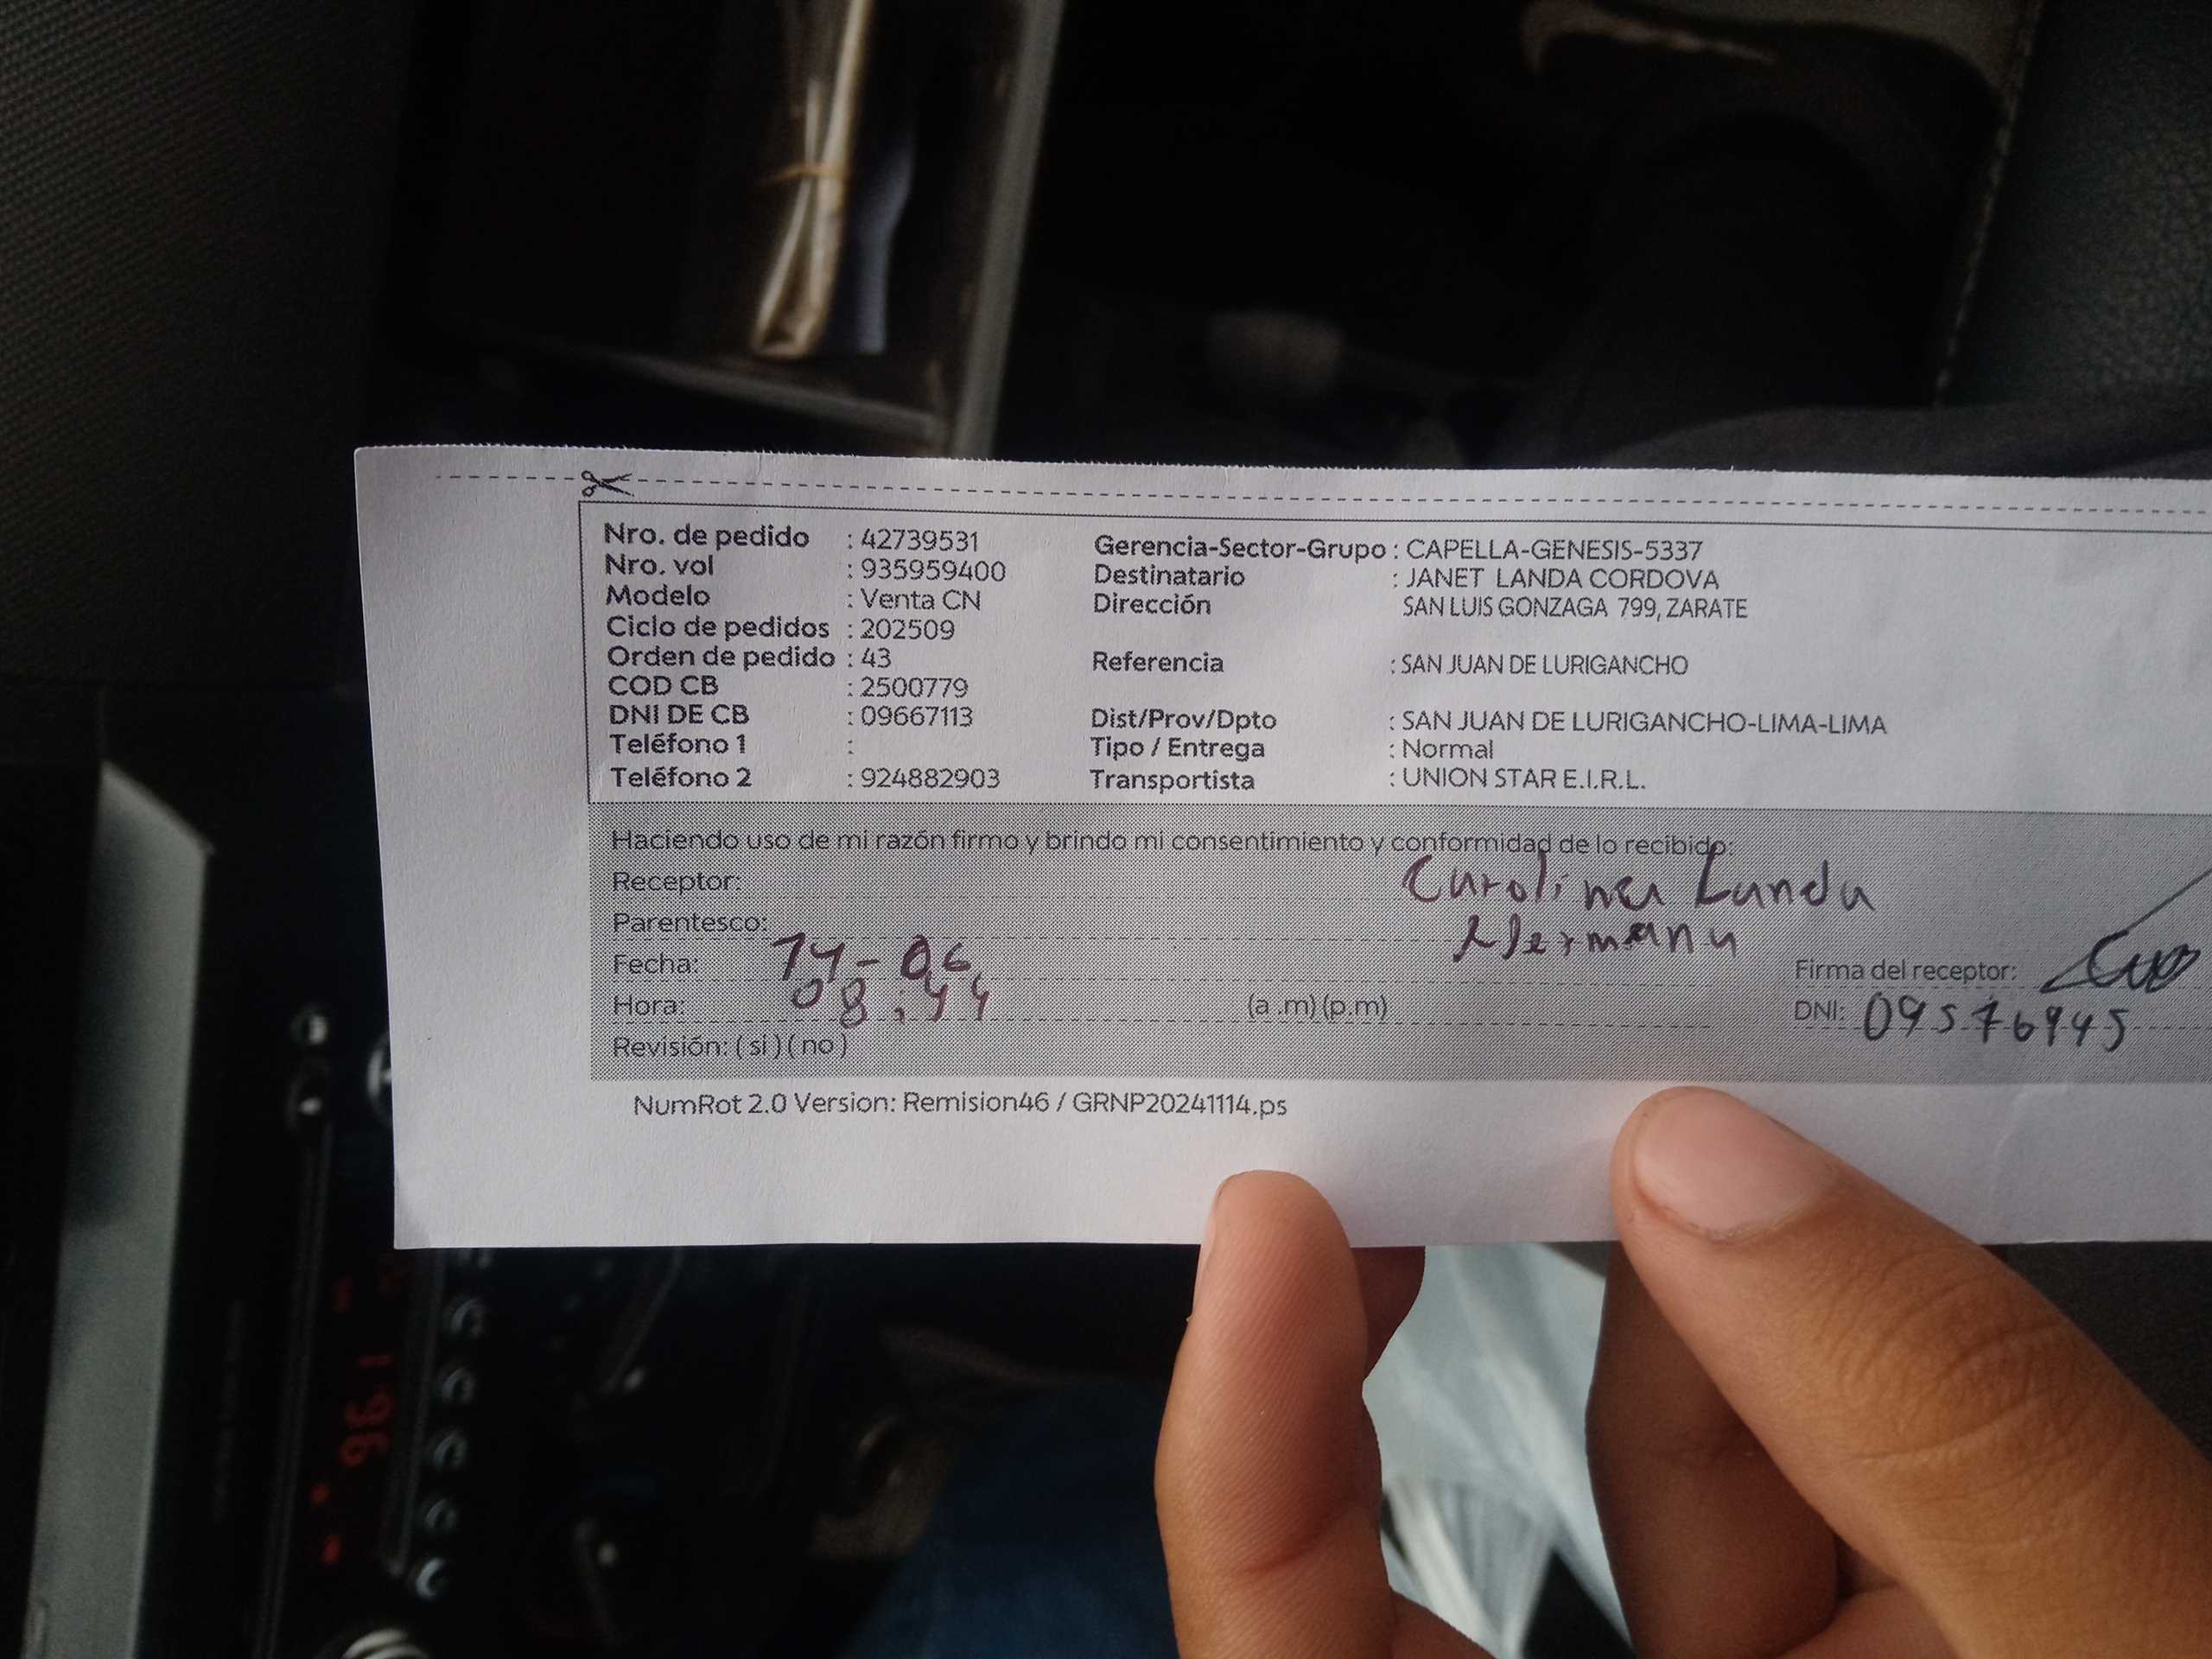 Nro. de pedido : 42739531
Nro. vol : 935959400
Modelo : Venta CN
Ciclo de pedidos : 202509
Orden de pedido : 43
COD CB : 2500779
DNI DE CB : 09667113
Teléfono 1 :
Teléfono 2 : 924882903
Gerencia-Sector-Grupo : CAPELLA-GENESIS-5337
Destinatario : JANET LANDA CORDOVA
Dirección SAN LUIS GONZAGA 799, ZARATE
Referencia : SAN JUAN DE LURIGANCHO
Dist/Prov/Dpto : SAN JUAN DE LURIGANCHO-LIMA-LIMA
Tipo / Entrega : Normal
Transportista : UNION STAR E.I.R.L.
Haciendo uso de mi razón firmo y brindo mi consentimiento y conformidad de lo recibido:
Receptor: Carolina Landa
Parentesco: Hermana
Fecha: 14-06
Hora: 08:44 (a .m) (p.m)
Revisión: ( si ) ( no )
Firma del receptor:
DNI: 09576945
NumRot 2.0 Version: Remision46 / GRNP20241114.ps
96.1